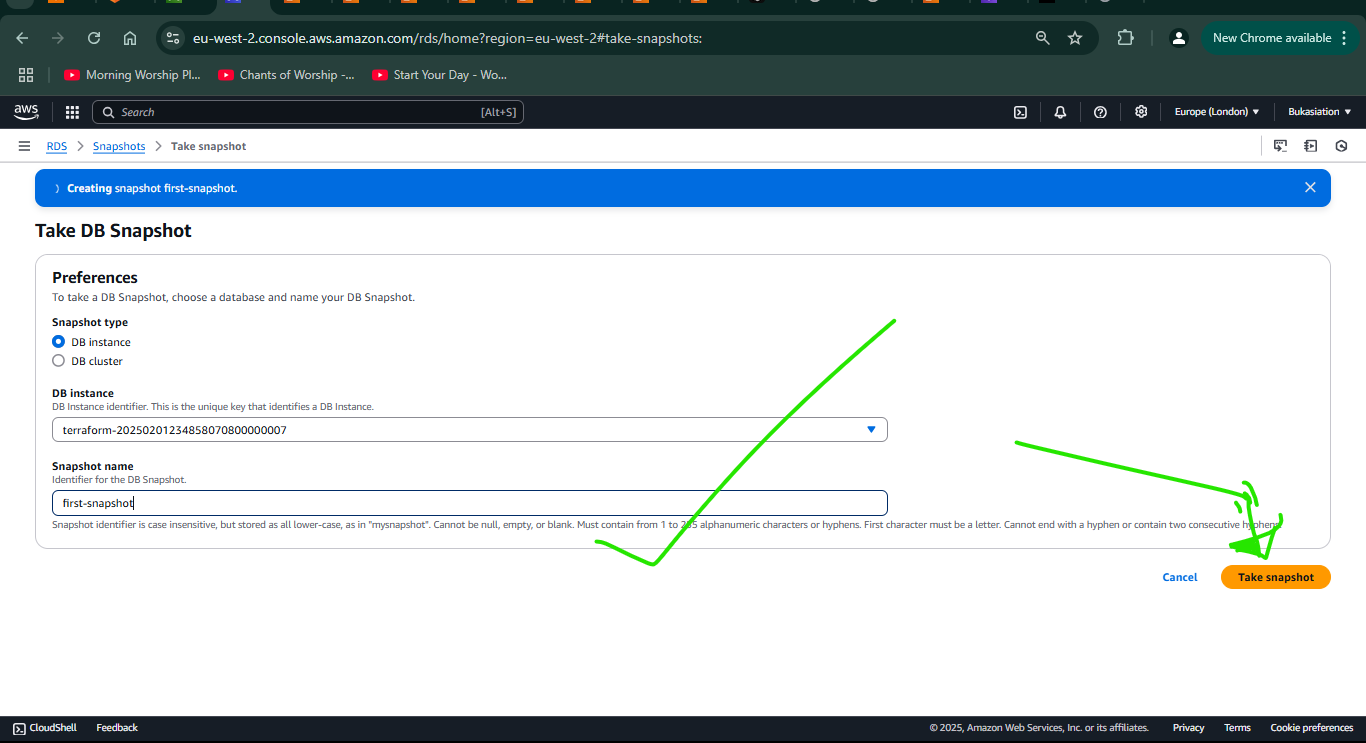 eu-west-2.console.aws.amazon.com/rds/home?region=eu-west-2#take-snapshots:
New Chrome available
Morning Worship Pl...
Chants of Worship -...
Start Your Day - Wo...
aws
Search
[Alt+S]
Europe (London)
Bukasiation
RDS
Snapshots
Take snapshot
Creating snapshot first-snapshot.
Take DB Snapshot
Preferences
To take a DB Snapshot, choose a database and name your DB Snapshot.
Snapshot type
DB instance
DB cluster
DB instance
DB Instance identifier. This is the unique key that identifies a DB Instance.
terraform-20250201234858070800000007
Snapshot name
Identifier for the DB Snapshot.
first-snapshot
Snapshot identifier is case insensitive, but stored as all lower-case, as in "mysnapshot". Cannot be null, empty, or blank. Must contain from 1 to 255 alphanumeric characters or hyphens. First character must be a letter. Cannot end with a hyphen or contain two consecutive hyphens.
Cancel
Take snapshot
CloudShell
Feedback
© 2025, Amazon Web Services, Inc. or its affiliates.
Privacy
Terms
Cookie preferences